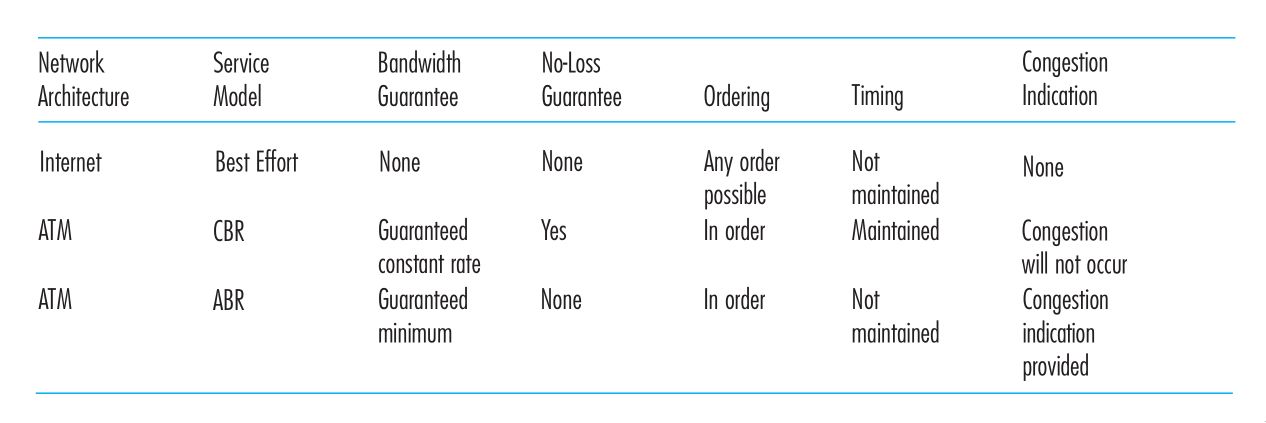 Network Service Bandwidth No-Loss Congestion
Architecture Model Guarantee Guarantee Ordering Timing Indication
Internet Best Effort None None Any order Not None
possible maintained
ATM CBR Guaranteed Yes In order Maintained Congestion
constant rate will not occur
ATM ABR Guaranteed None In order Not Congestion
minimum maintained indication
provided